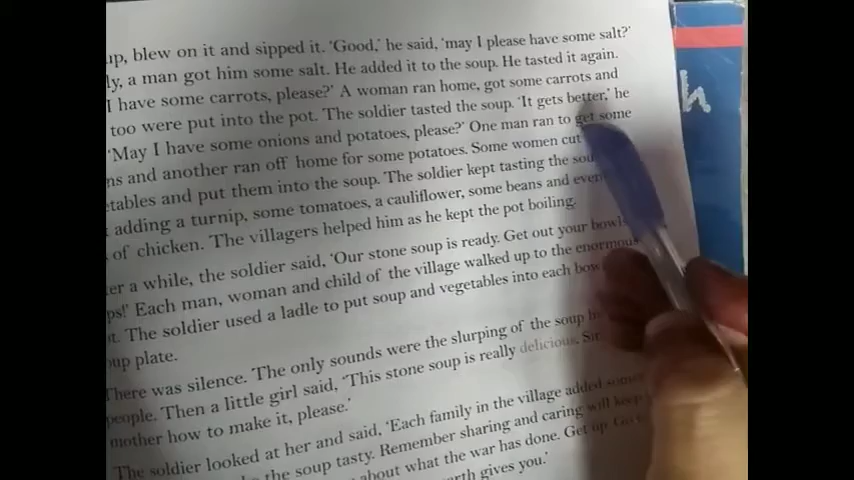 up, blew on it and sipped it. 'Good,' he said, 'may I please have some salt?'
ly, a man got him some salt. He added it to the soup. He tasted it again.
I have some carrots, please?' A woman ran home, got some carrots and
too were put into the pot. The soldier tasted the soup. 'It gets better,' he
'May I have some onions and potatoes, please?' One man ran to get some
ns and another ran off home for some potatoes. Some women cut
etables and put them into the soup. The soldier kept tasting the sou
adding a turnip, some tomatoes, a cauliflower, some beans and even
of chicken. The villagers helped him as he kept the pot boiling.
er a while, the soldier said, 'Our stone soup is ready. Get out your bowls
ps!' Each man, woman and child of the village walked up to the enormous
t. The soldier used a ladle to put soup and vegetables into each bow
oup plate.
There was silence. The only sounds were the slurping of the soup
people. Then a little girl said, 'This stone soup is really delicious. Sir
mother how to make it, please.'
The soldier looked at her and said, 'Each family in the village added some
the soup tasty. Remember sharing and caring will keep
about what the war has done. Get up. Go
earth gives you.'